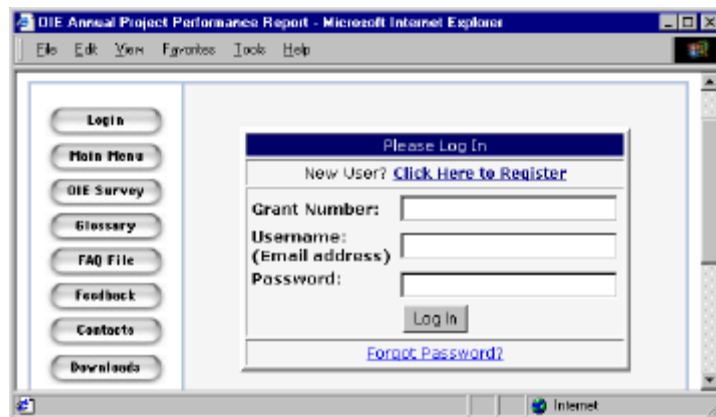 OIE Annual Project Performance Report - Microsoft Internet Explorer
File Edit View Favorites Tools Help
Login
Main Menu
OIE Survey
Glossary
FAQ File
Feedback
Contacts
Downloads
Please Log In
New User? Click Here to Register
Grant Number:
Username:
(Email address)
Password:
Log In
Forgot Password?
Internet